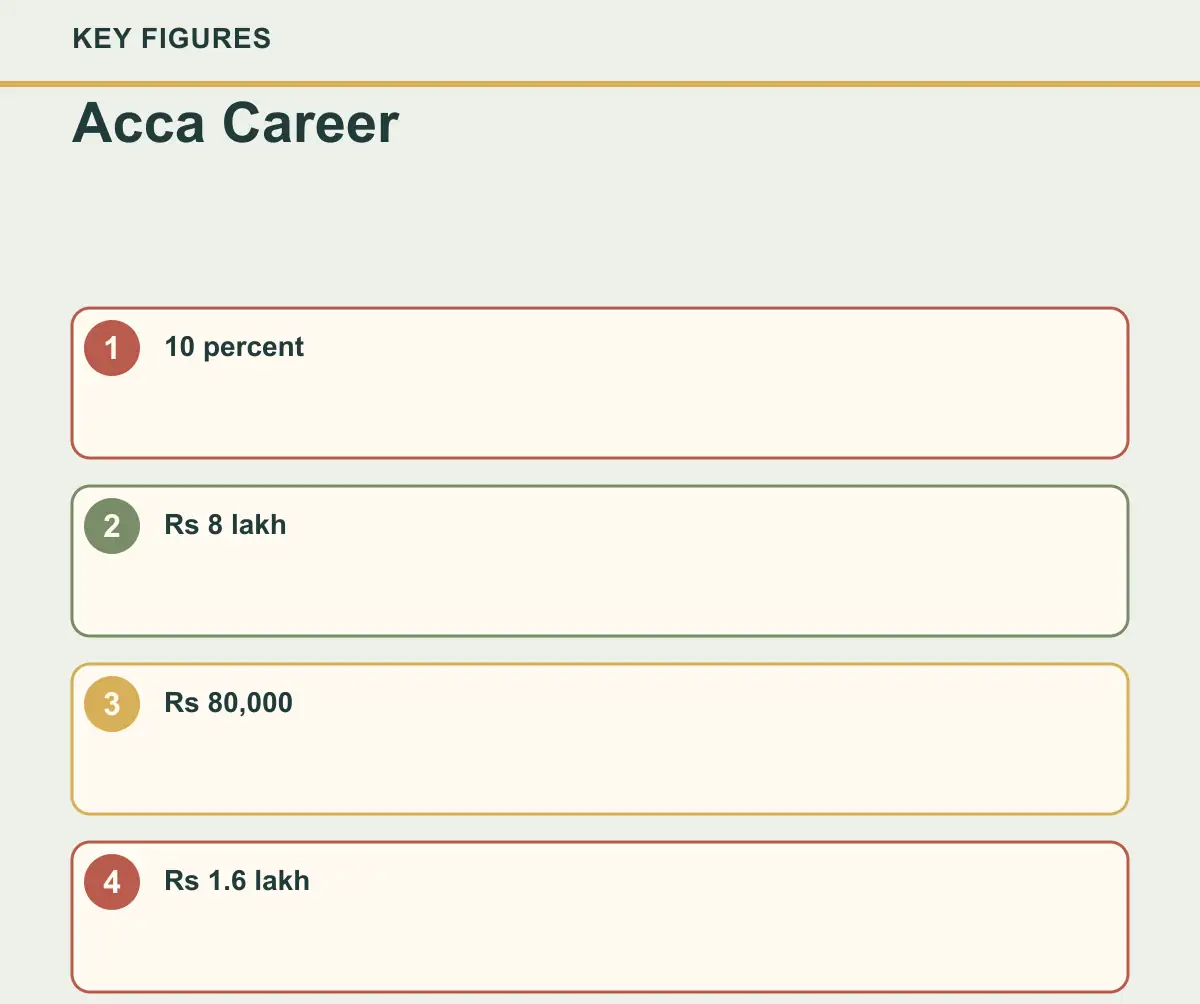 KEY FIGURES
Acca Career
1 10 percent
2 Rs 8 lakh
3 Rs 80,000
4 Rs 1.6 lakh